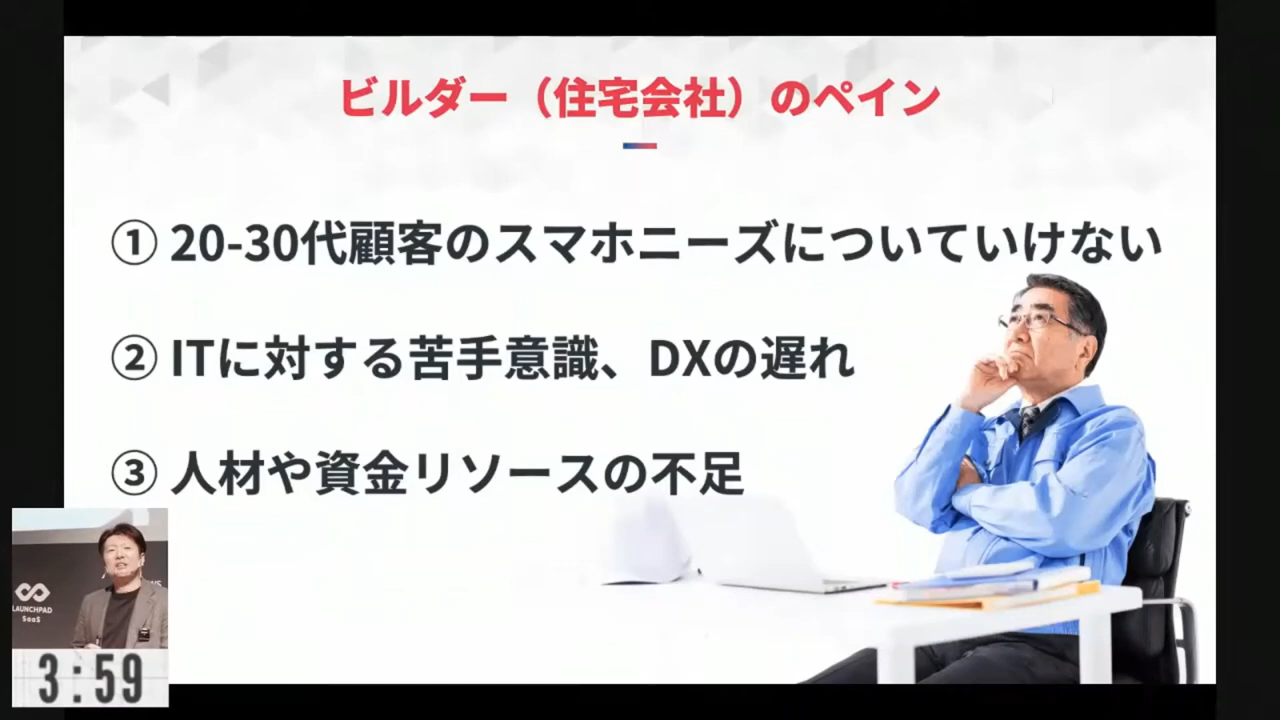 ビルダー（住宅会社）のペイン
① 20-30代顧客のスマホニーズについていけない
② ITに対する苦手意識、DXの遅れ
③ 人材や資金リソースの不足
LAUNCHPAD
SaaS
3:59